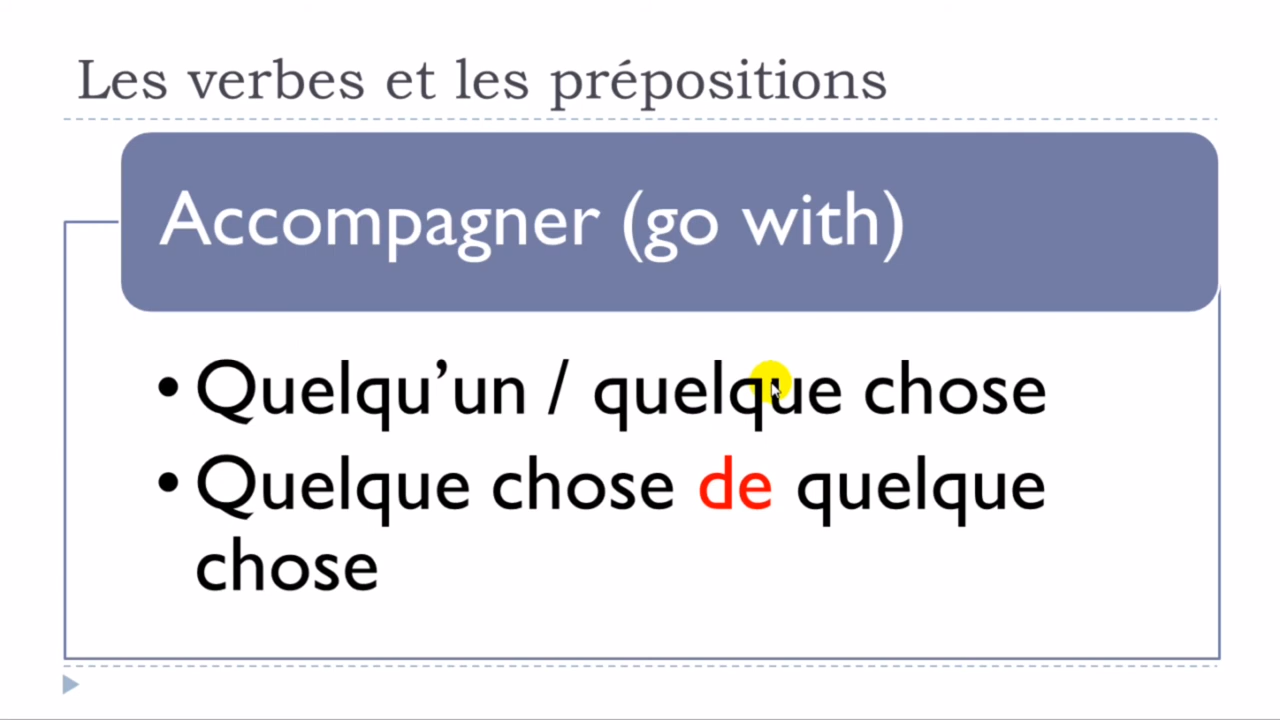 Les verbes et les prépositions
Accompagner (go with)
• Quelqu’un / quelque chose
• Quelque chose de quelque
chose